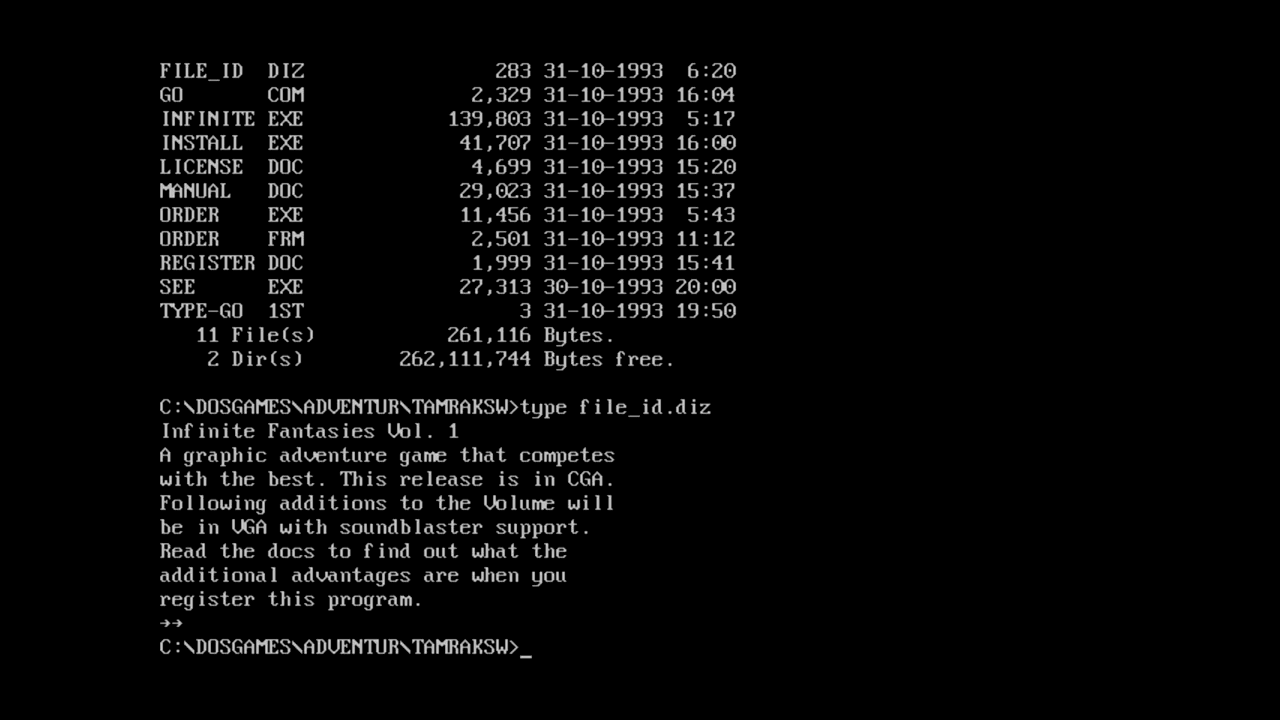 FILE_ID  DIZ                283 31-10-1993  6:20
GO       COM              2,329 31-10-1993 16:04
INFINITE EXE            139,803 31-10-1993  5:17
INSTALL  EXE             41,707 31-10-1993 16:00
LICENSE  DOC              4,699 31-10-1993 15:20
MANUAL   DOC             29,023 31-10-1993 15:37
ORDER    EXE             11,456 31-10-1993  5:43
ORDER    FRM              2,501 31-10-1993 11:12
REGISTER DOC              1,999 31-10-1993 15:41
SEE      EXE             27,313 30-10-1993 20:00
TYPE-GO  1ST                  3 31-10-1993 19:50
   11 File(s)           261,116 Bytes.
    2 Dir(s)        262,111,744 Bytes free.
C:\DOSGAMES\ADVENTUR\TAMRAKSW>type file_id.diz
Infinite Fantasies Vol. 1
A graphic adventure game that competes
with the best. This release is in CGA.
Following additions to the Volume will
be in VGA with soundblaster support.
Read the docs to find out what the
additional advantages are when you
register this program.
→→
C:\DOSGAMES\ADVENTUR\TAMRAKSW>_